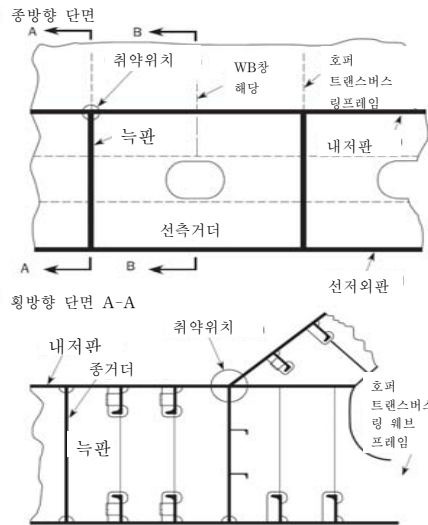 종방향 단면
A
B
취약위치
WB창
해당
호퍼
트랜스버스
링프레임
늑판
내저판
선측거더
A
B
선저외판
횡방향 단면 A-A
취약위치
내저판
종거더
늑판
호퍼
트랜스버스
링 웨브
프레임